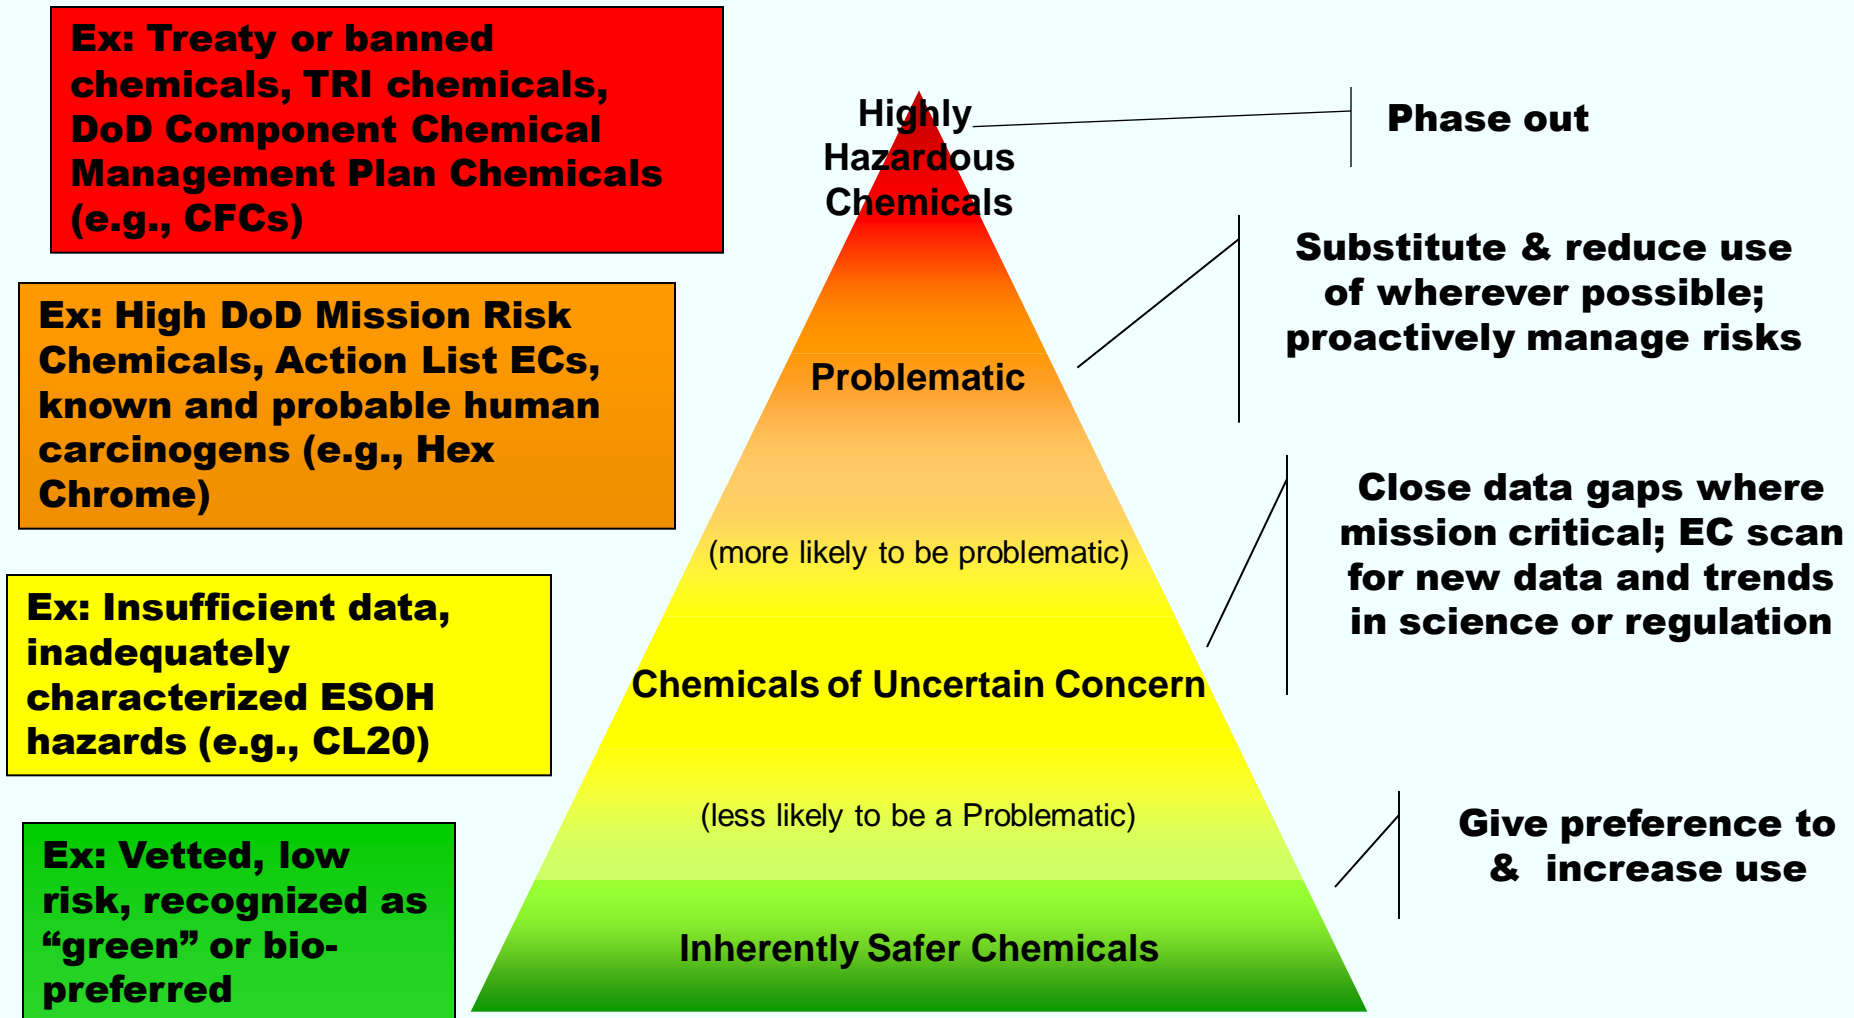 Ex: Treaty or banned
chemicals, TRI chemicals,
DoD Component Chemical
Management Plan Chemicals
(e.g., CFCs)
Ex: High DoD Mission Risk
Chemicals, Action List ECs,
known and probable human
carcinogens (e.g., Hex
Chrome)
Ex: Insufficient data,
inadequately
characterized ESOH
hazards (e.g., CL20)
Ex: Vetted, low
risk, recognized as
“green” or bio-
preferred
Highly
Hazardous
Chemicals
Problematic
(more likely to be problematic)
Chemicals of Uncertain Concern
(less likely to be a Problematic)
Inherently Safer Chemicals
Phase out
Substitute & reduce use
of wherever possible;
proactively manage risks
Close data gaps where
mission critical; EC scan
for new data and trends
in science or regulation
Give preference to
& increase use